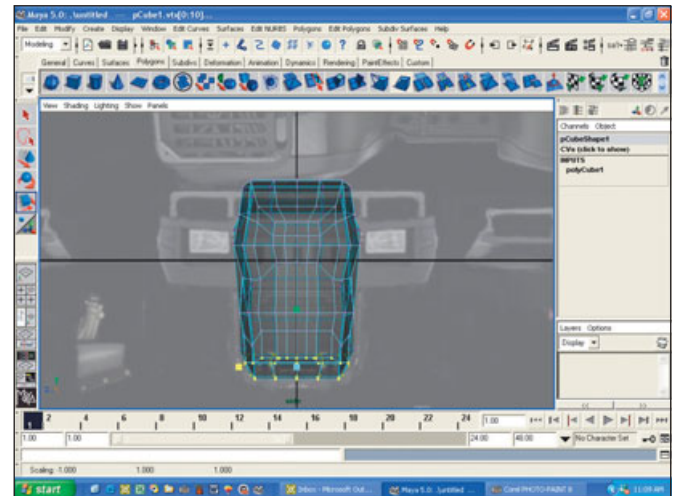 Maya 5.0: .\untitled --- pCube1.vtx[0:10]...
File Edit Modify Create Display Window Edit Curves Surfaces Edit NURBS Polygons Edit Polygons Subdiv Surfaces Help
Modeling
General Curves Surfaces Polygons Subdivs Deformation Animation Dynamics Rendering PaintEffects Custom
View Shading Lighting Show Panels
Channels Object
pCubeShape1
CVs (click to show)
INPUTS
polyCube1
Layers Options
Display
2 4 6 8 10 12 14 16 18 20 22 24 1.00
1.00 1.00 24.00 48.00 No Character Set
Scaling: -1.000 1.000 1.000
start Inbox - Microsoft Out... Maya 5.0: .\untitled ... Corel PHOTO-PAINT 8 11:05 AM